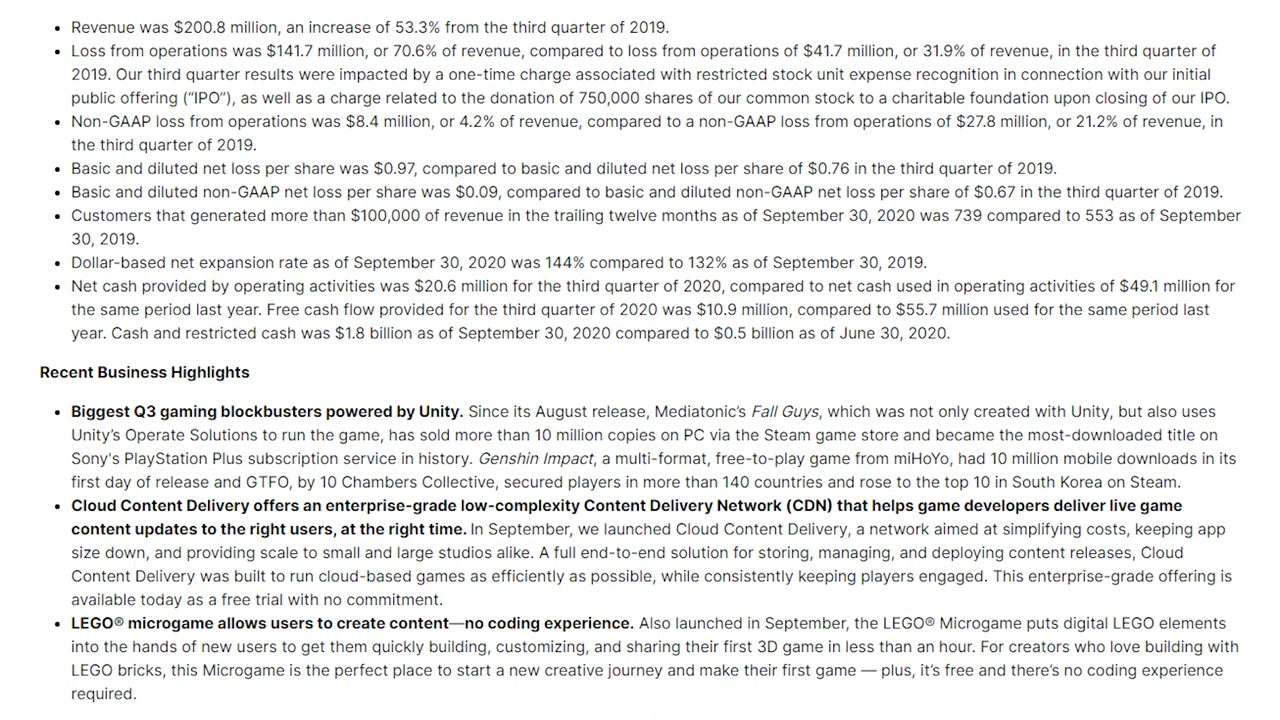 • Revenue was $200.8 million, an increase of 53.3% from the third quarter of 2019.
• Loss from operations was $141.7 million, or 70.6% of revenue, compared to loss from operations of $41.7 million, or 31.9% of revenue, in the third quarter of
2019. Our third quarter results were impacted by a one-time charge associated with restricted stock unit expense recognition in connection with our initial
public offering (“IPO”), as well as a charge related to the donation of 750,000 shares of our common stock to a charitable foundation upon closing of our IPO.
• Non-GAAP loss from operations was $8.4 million, or 4.2% of revenue, compared to a non-GAAP loss from operations of $27.8 million, or 21.2% of revenue, in
the third quarter of 2019.
• Basic and diluted net loss per share was $0.97, compared to basic and diluted net loss per share of $0.76 in the third quarter of 2019.
• Basic and diluted non-GAAP net loss per share was $0.09, compared to basic and diluted non-GAAP net loss per share of $0.67 in the third quarter of 2019.
• Customers that generated more than $100,000 of revenue in the trailing twelve months as of September 30, 2020 was 739 compared to 553 as of September
30, 2019.
• Dollar-based net expansion rate as of September 30, 2020 was 144% compared to 132% as of September 30, 2019.
• Net cash provided by operating activities was $20.6 million for the third quarter of 2020, compared to net cash used in operating activities of $49.1 million for
the same period last year. Free cash flow provided for the third quarter of 2020 was $10.9 million, compared to $55.7 million used for the same period last
year. Cash and restricted cash was $1.8 billion as of September 30, 2020 compared to $0.5 billion as of June 30, 2020.
Recent Business Highlights
• Biggest Q3 gaming blockbusters powered by Unity. Since its August release, Mediatonic’s Fall Guys, which was not only created with Unity, but also uses
Unity’s Operate Solutions to run the game, has sold more than 10 million copies on PC via the Steam game store and became the most-downloaded title on
Sony's PlayStation Plus subscription service in history. Genshin Impact, a multi-format, free-to-play game from miHoYo, had 10 million mobile downloads in its
first day of release and GTFO, by 10 Chambers Collective, secured players in more than 140 countries and rose to the top 10 in South Korea on Steam.
• Cloud Content Delivery offers an enterprise-grade low-complexity Content Delivery Network (CDN) that helps game developers deliver live game
content updates to the right users, at the right time. In September, we launched Cloud Content Delivery, a network aimed at simplifying costs, keeping app
size down, and providing scale to small and large studios alike. A full end-to-end solution for storing, managing, and deploying content releases, Cloud
Content Delivery was built to run cloud-based games as efficiently as possible, while consistently keeping players engaged. This enterprise-grade offering is
available today as a free trial with no commitment.
• LEGO® microgame allows users to create content—no coding experience. Also launched in September, the LEGO® Microgame puts digital LEGO elements
into the hands of new users to get them quickly building, customizing, and sharing their first 3D game in less than an hour. For creators who love building with
LEGO bricks, this Microgame is the perfect place to start a new creative journey and make their first game — plus, it’s free and there’s no coding experience
required.